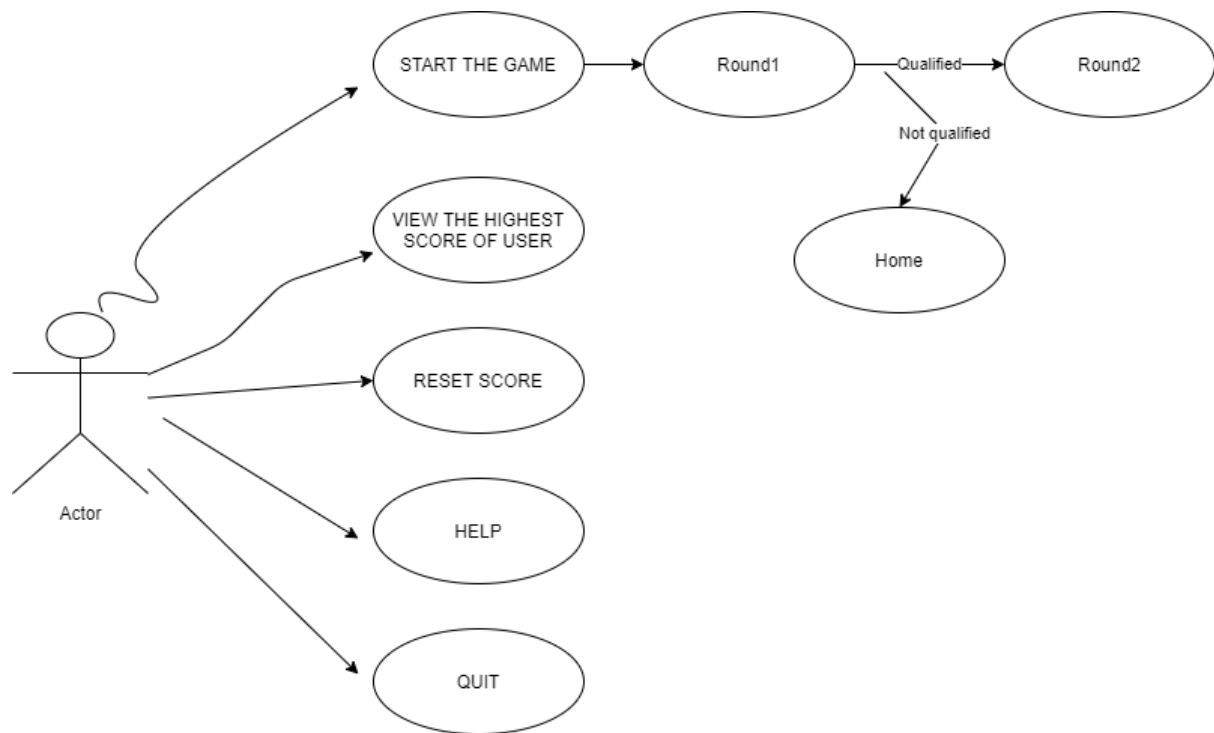 START THE GAME
Round1
Qualified
Round2
Not qualified
VIEW THE HIGHEST
SCORE OF USER
Home
RESET SCORE
Actor
HELP
QUIT